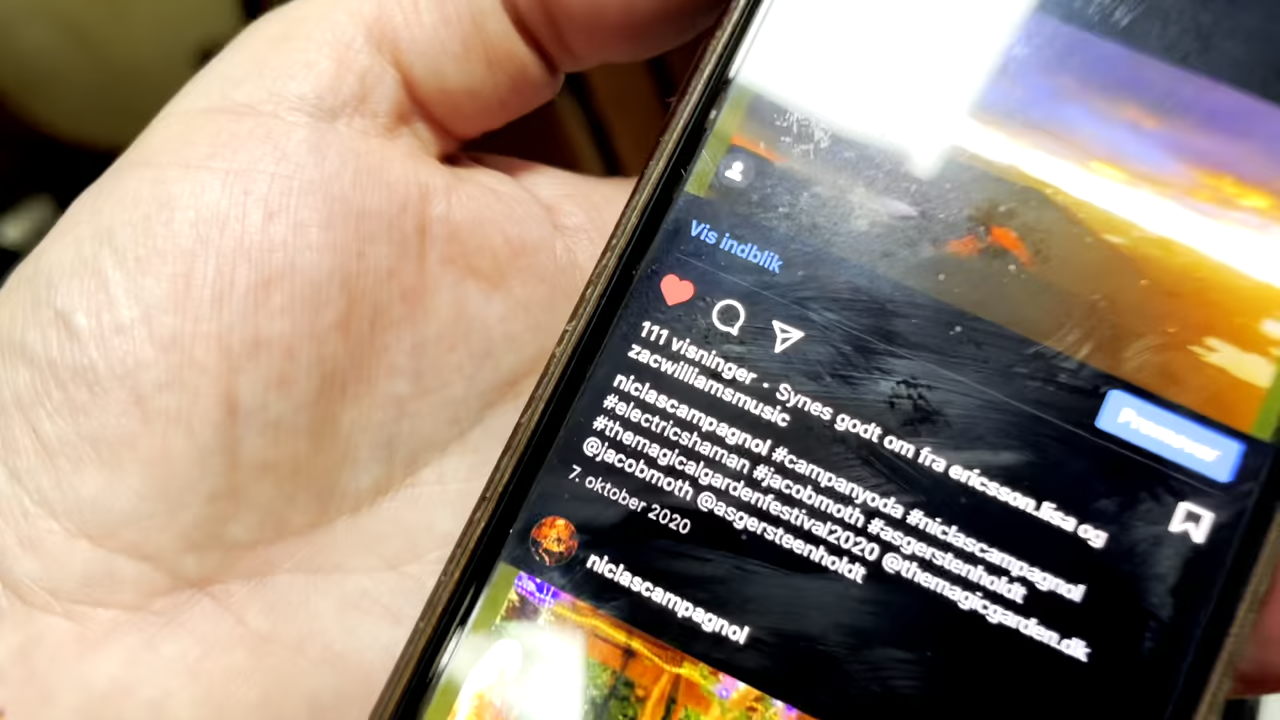 Vis indblik
Promover
111 visninger · Synes godt om fra ericsson.lisa og
zacwilliamsmusic
niclascampagnol #campanyoda #niclascampagnol
#electricshaman #jacobmoth #asgerstenholdt
#themagicalgardenfestival2020 @themagicgarden.dk
@jacobmoth @asgersteenholdt
7. oktober 2020
niclascampagnol